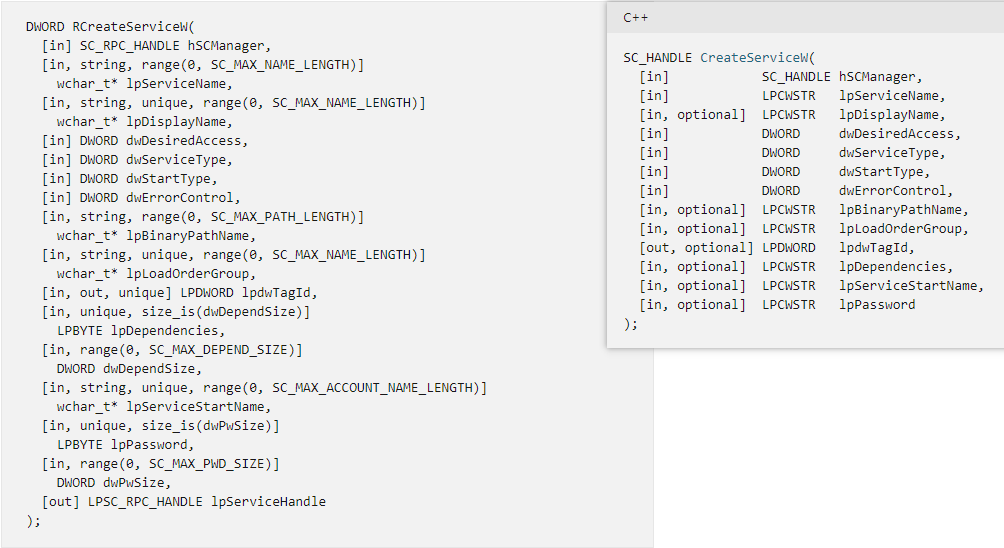 DWORD RCreateServiceW(
[in] SC_RPC_HANDLE hSCManager,
[in, string, range(0, SC_MAX_NAME_LENGTH)]
wchar_t* lpServiceName,
[in, string, unique, range(0, SC_MAX_NAME_LENGTH)]
wchar_t* lpDisplayName,
[in] DWORD dwDesiredAccess,
[in] DWORD dwServiceType,
[in] DWORD dwStartType,
[in] DWORD dwErrorControl,
[in, string, range(0, SC_MAX_PATH_LENGTH)]
wchar_t* lpBinaryPathName,
[in, string, unique, range(0, SC_MAX_NAME_LENGTH)]
wchar_t* lpLoadOrderGroup,
[in, out, unique] LPDWORD lpdwTagId,
[in, unique, size_is(dwDependSize)]
LPBYTE lpDependencies,
[in, range(0, SC_MAX_DEPEND_SIZE)]
DWORD dwDependSize,
[in, string, unique, range(0, SC_MAX_ACCOUNT_NAME_LENGTH)]
wchar_t* lpServiceStartName,
[in, unique, size_is(dwPwSize)]
LPBYTE lpPassword,
[in, range(0, SC_MAX_PWD_SIZE)]
DWORD dwPwSize,
[out] LPSC_RPC_HANDLE lpServiceHandle
);
C++
SC_HANDLE CreateServiceW(
[in] SC_HANDLE hSCManager,
[in] LPCWSTR lpServiceName,
[in, optional] LPCWSTR lpDisplayName,
[in] DWORD dwDesiredAccess,
[in] DWORD dwServiceType,
[in] DWORD dwStartType,
[in] DWORD dwErrorControl,
[in, optional] LPCWSTR lpBinaryPathName,
[in, optional] LPCWSTR lpLoadOrderGroup,
[out, optional] LPDWORD lpdwTagId,
[in, optional] LPCWSTR lpDependencies,
[in, optional] LPCWSTR lpServiceStartName,
[in, optional] LPCWSTR lpPassword
);